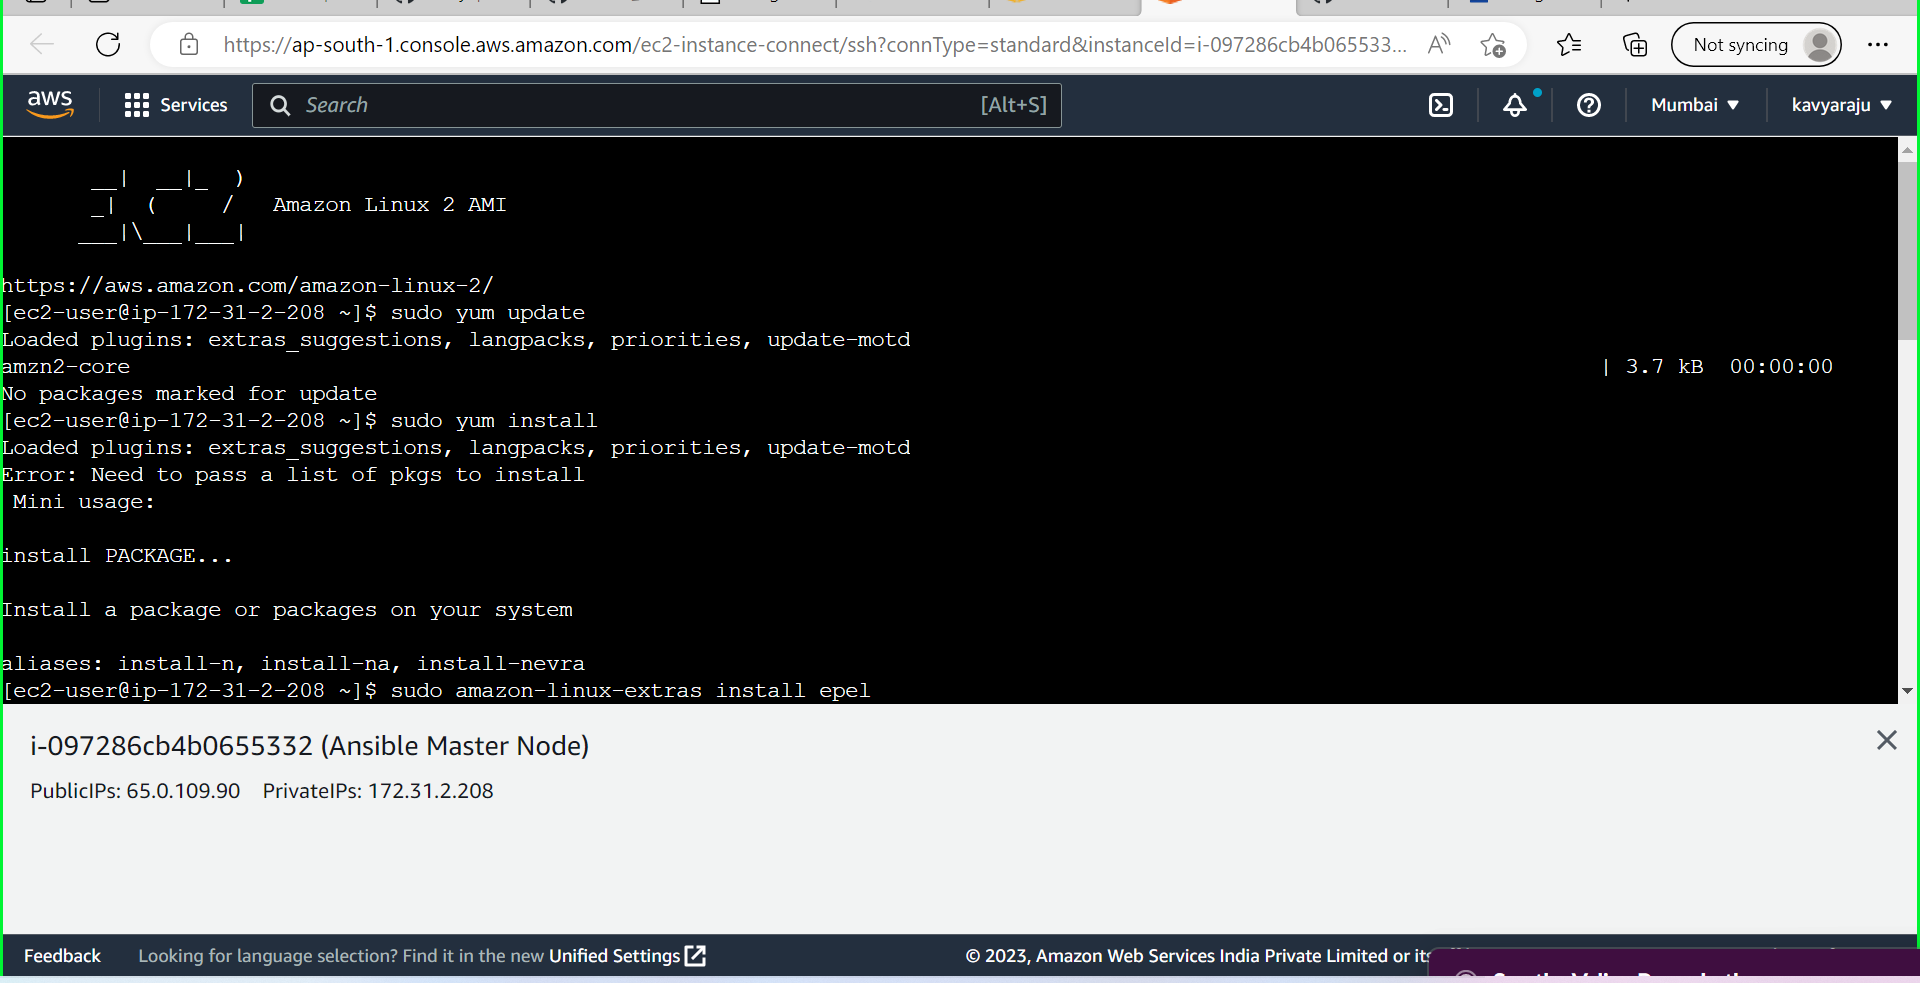 https://ap-south-1.console.aws.amazon.com/ec2-instance-connect/ssh?connType=standard&instanceId=i-097286cb4b065533...
Not syncing
aws
Services
Search
[Alt+S]
Mumbai
kavyaraju
__|  __|_  )
_|  (     /   Amazon Linux 2 AMI
___|\___|___|
https://aws.amazon.com/amazon-linux-2/
[ec2-user@ip-172-31-2-208 ~]$ sudo yum update
Loaded plugins: extras_suggestions, langpacks, priorities, update-motd
amzn2-core | 3.7 kB 00:00:00
No packages marked for update
[ec2-user@ip-172-31-2-208 ~]$ sudo yum install
Loaded plugins: extras_suggestions, langpacks, priorities, update-motd
Error: Need to pass a list of pkgs to install
Mini usage:
install PACKAGE...
Install a package or packages on your system
aliases: install-n, install-na, install-nevra
[ec2-user@ip-172-31-2-208 ~]$ sudo amazon-linux-extras install epel
i-097286cb4b0655332 (Ansible Master Node)
PublicIPs: 65.0.109.90 PrivateIPs: 172.31.2.208
Feedback
Looking for language selection? Find it in the new Unified Settings
© 2023, Amazon Web Services India Private Limited or its